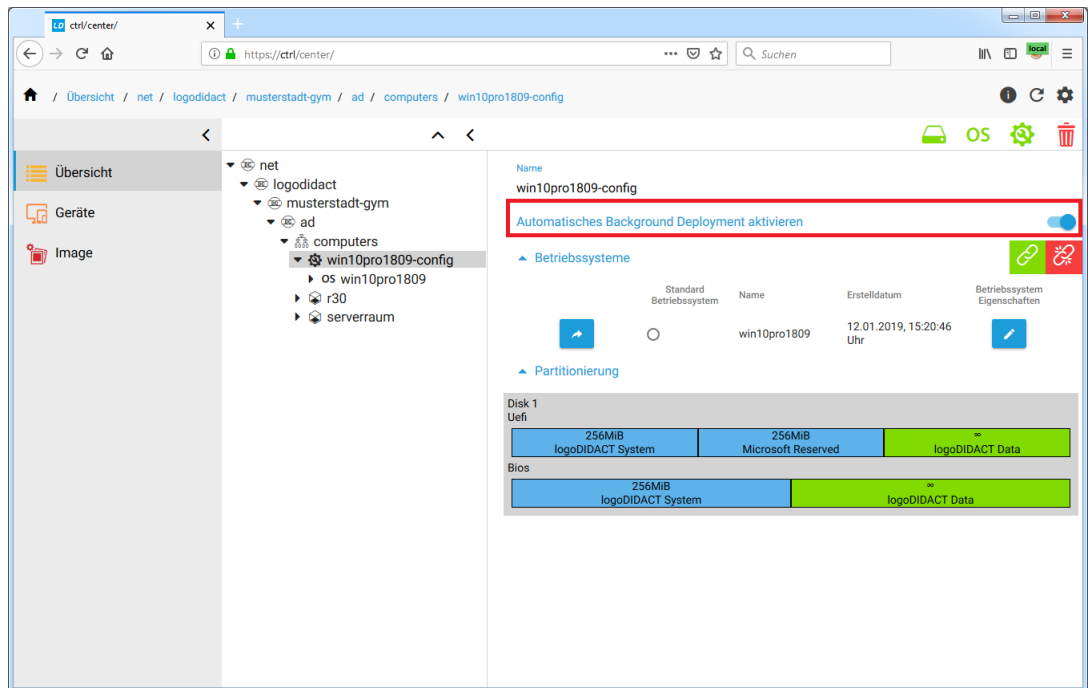 LD ctrl/center/
https://ctrl/center/
Suchen
local
/ Übersicht / net / logodidact / musterstadt-gym / ad / computers / win10pro1809-config
OS
Übersicht
Geräte
Image
net
logodidact
musterstadt-gym
ad
computers
win10pro1809-config
OS win10pro1809
r30
serverraum
Name
win10pro1809-config
Automatisches Background Deployment aktivieren
Betriebssysteme
Standard Betriebssystem
Name
Erstelldatum
Betriebssystem Eigenschaften
win10pro1809
12.01.2019, 15:20:46
Uhr
Partitionierung
Disk 1
Uefi
256MiB
logoDIDACT System
256MiB
Microsoft Reserved
∞
logoDIDACT Data
Bios
256MiB
logoDIDACT System
∞
logoDIDACT Data